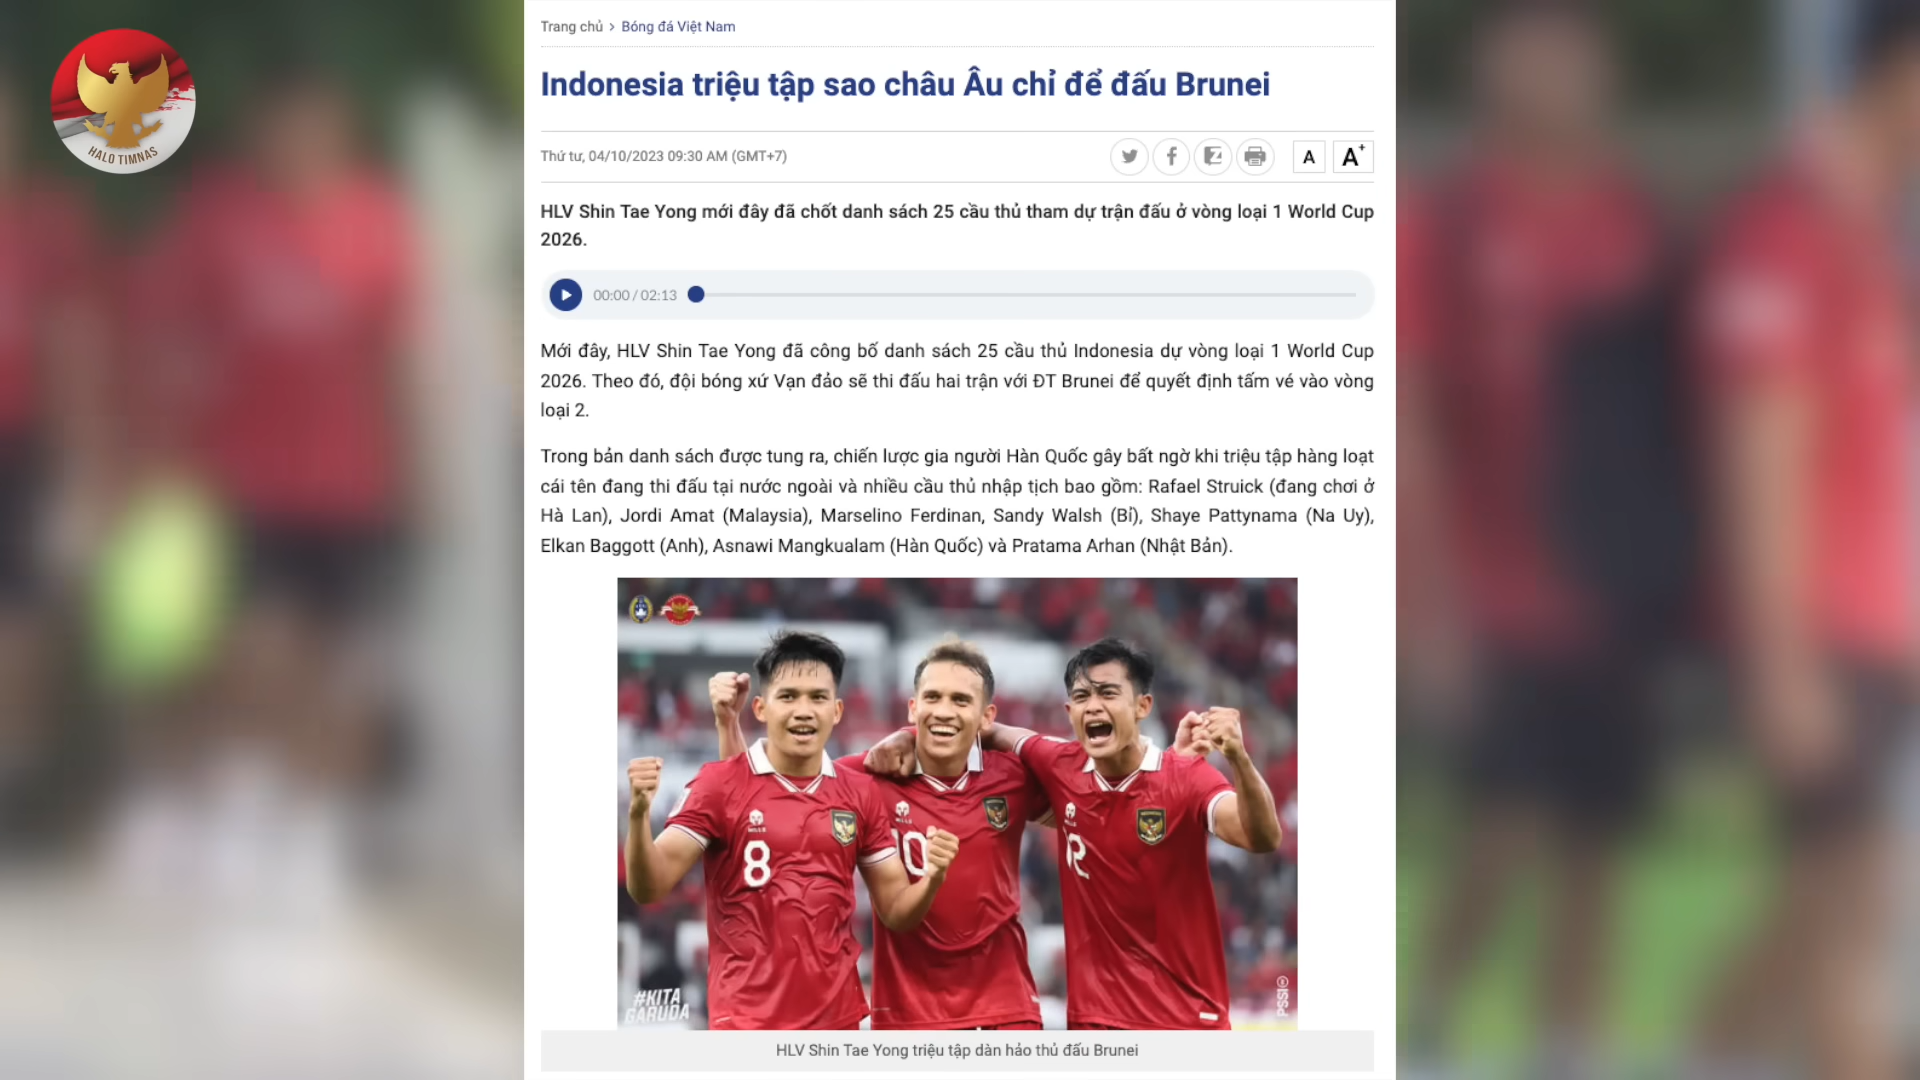 HALO TIMNAS
Trang chủ > Bóng đá Việt Nam
Indonesia triệu tập sao châu Âu chỉ để đấu Brunei
Thứ tư, 04/10/2023 09:30 AM (GMT+7)
A A+
HLV Shin Tae Yong mới đây đã chốt danh sách 25 cầu thủ tham dự trận đấu ở vòng loại 1 World Cup
2026.
00:00 / 02:13
Mới đây, HLV Shin Tae Yong đã công bố danh sách 25 cầu thủ Indonesia dự vòng loại 1 World Cup
2026. Theo đó, đội bóng xứ Vạn đảo sẽ thi đấu hai trận với ĐT Brunei để quyết định tấm vé vào vòng
loại 2.
Trong bản danh sách được tung ra, chiến lược gia người Hàn Quốc gây bất ngờ khi triệu tập hàng loạt
cái tên đang thi đấu tại nước ngoài và nhiều cầu thủ nhập tịch bao gồm: Rafael Struick (đang chơi ở
Hà Lan), Jordi Amat (Malaysia), Marselino Ferdinan, Sandy Walsh (Bỉ), Shaye Pattynama (Na Uy),
Elkan Baggott (Anh), Asnawi Mangkualam (Hàn Quốc) và Pratama Arhan (Nhật Bản).
8
10
12
#KITA
GARUDA
PSSI
HLV Shin Tae Yong triệu tập dàn hảo thủ đấu Brunei